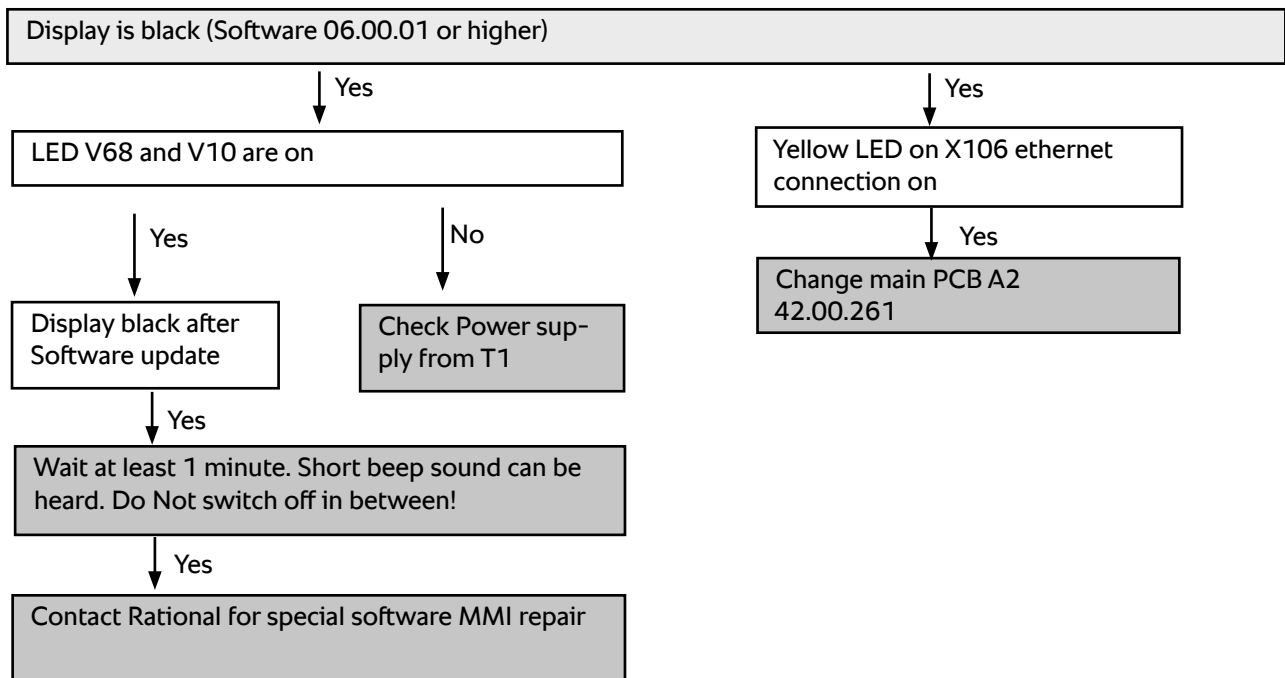 Display is black (Software 06.00.01 or higher)
Yes
Yes
LED V68 and V10 are on
Yellow LED on X106 ethernet
connection on
Yes
No
Yes
Change main PCB A2
42.00.261
Display black after
Software update
Check Power sup-
ply from T1
Yes
Wait at least 1 minute. Short beep sound can be
heard. Do Not switch off in between!
Yes
Contact Rational for special software MMI repair